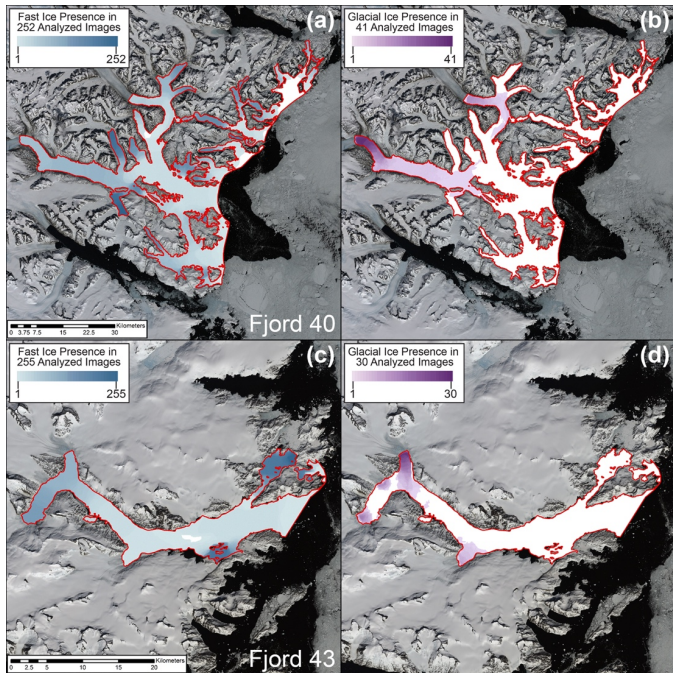 Fast Ice Presence in
252 Analyzed Images
1
252
(a)
Glacial Ice Presence in
41 Analyzed Images
1
41
(b)
Kilometers
0 3.75 7.5 15 22.5 30
Fjord 40
Fast Ice Presence in
255 Analyzed Images
1
255
(c)
Glacial Ice Presence in
30 Analyzed Images
1
30
(d)
Kilometers
0 2.5 5 10 15 20
Fjord 43